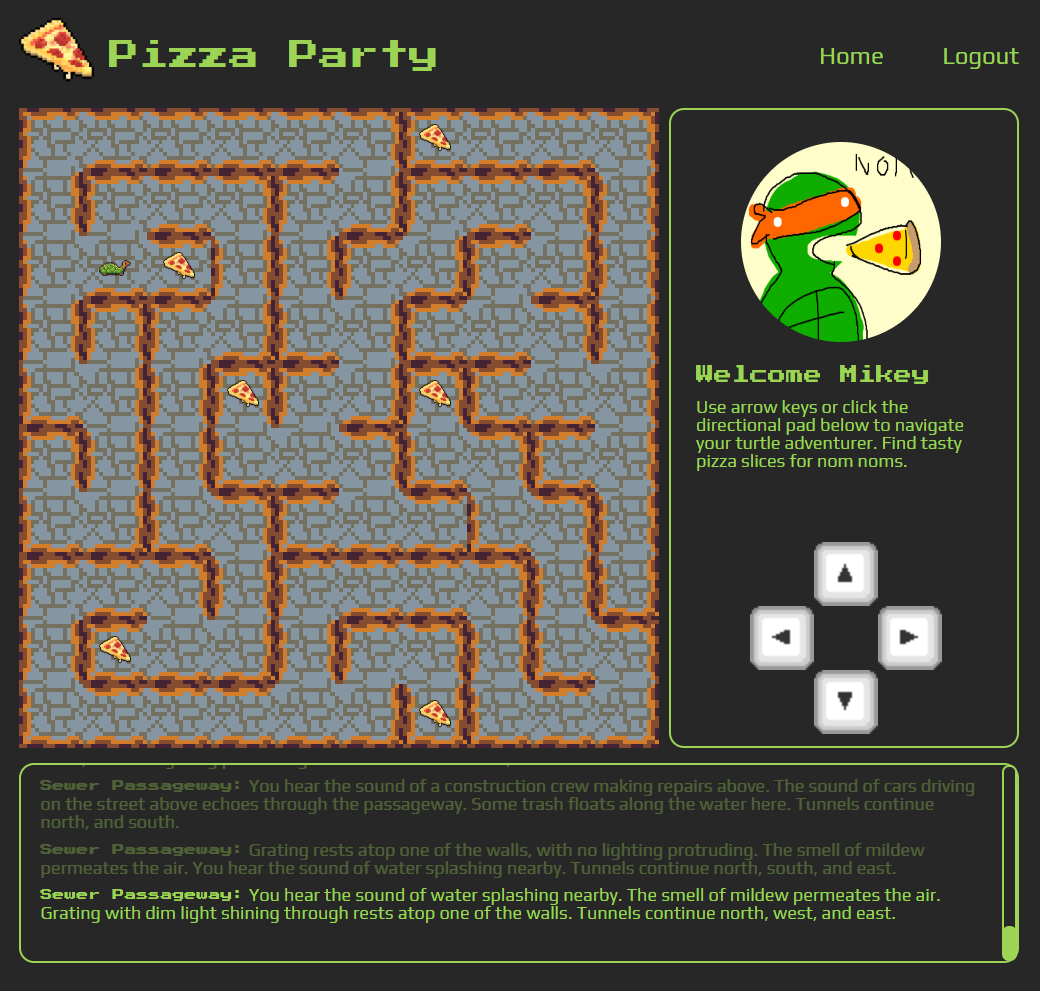 Pizza Party
Home
Logout
NOM
Welcome Mikey
Use arrow keys or click the
directional pad below to navigate
your turtle adventurer. Find tasty
pizza slices for nom noms.
Sewer Passageway: You hear the sound of a construction crew making repairs above. The sound of cars driving
on the street above echoes through the passageway. Some trash floats along the water here. Tunnels continue
north, and south.
Sewer Passageway: Grating rests atop one of the walls, with no lighting protruding. The smell of mildew
permeates the air. You hear the sound of water splashing nearby. Tunnels continue north, south, and east.
Sewer Passageway: You hear the sound of water splashing nearby. The smell of mildew permeates the air.
Grating with dim light shining through rests atop one of the walls. Tunnels continue north, west, and east.